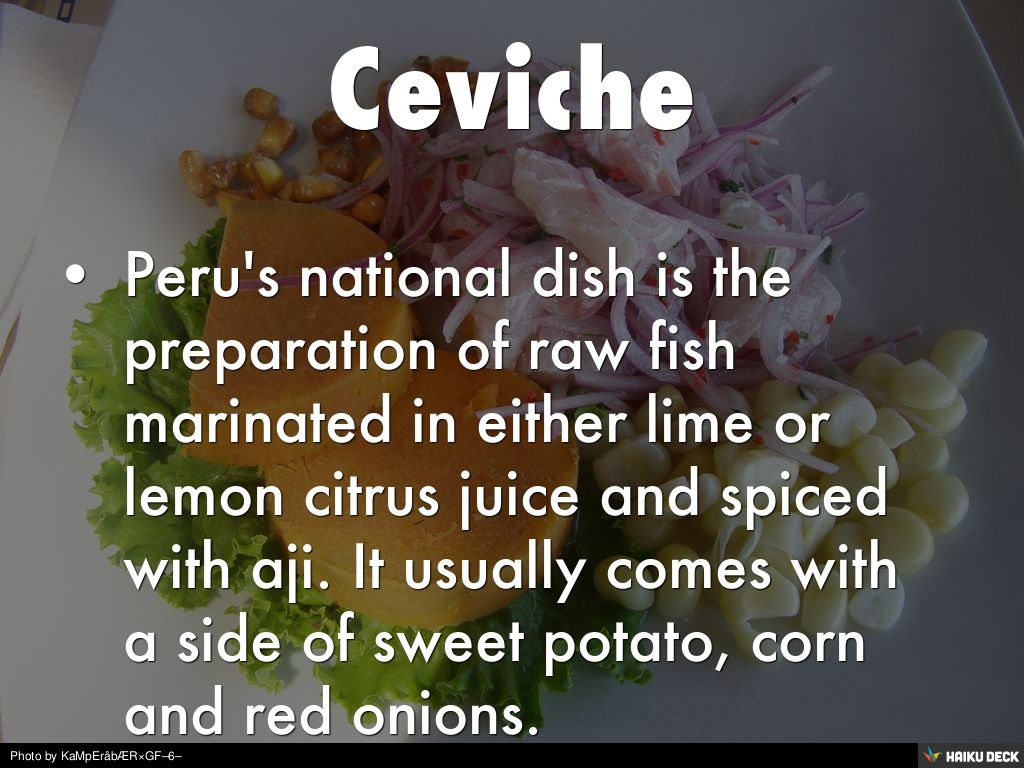 Ceviche
• Peru's national dish is the
preparation of raw fish
marinated in either lime or
lemon citrus juice and spiced
with aji. It usually comes with
a side of sweet potato, corn
and red onions.
Photo by KaMpErâbÆR×GF–6–
HAIKU DECK